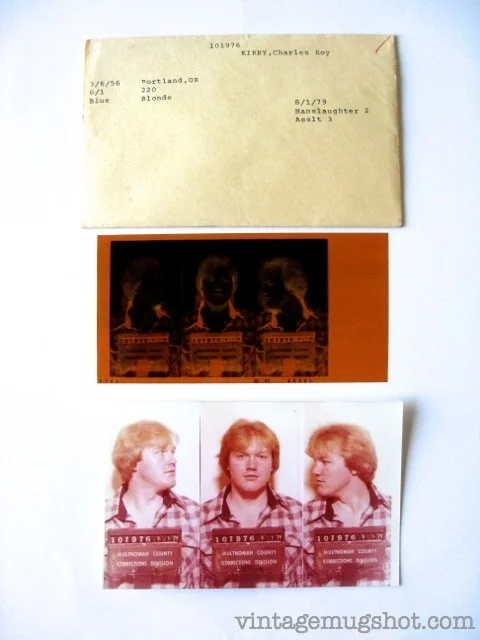 101976
KIRBY, Charles Roy
3/6/56 Portland, OR
6/1 220
Blue Blonde
8/1/79
Manslaughter 2
Asalt 3
101976
MULTNOMAH COUNTY
CORRECTIONS DIVISION
101976
MULTNOMAH COUNTY
CORRECTIONS DIVISION
101976
MULTNOMAH COUNTY
CORRECTIONS DIVISION
vintagemugshot.com